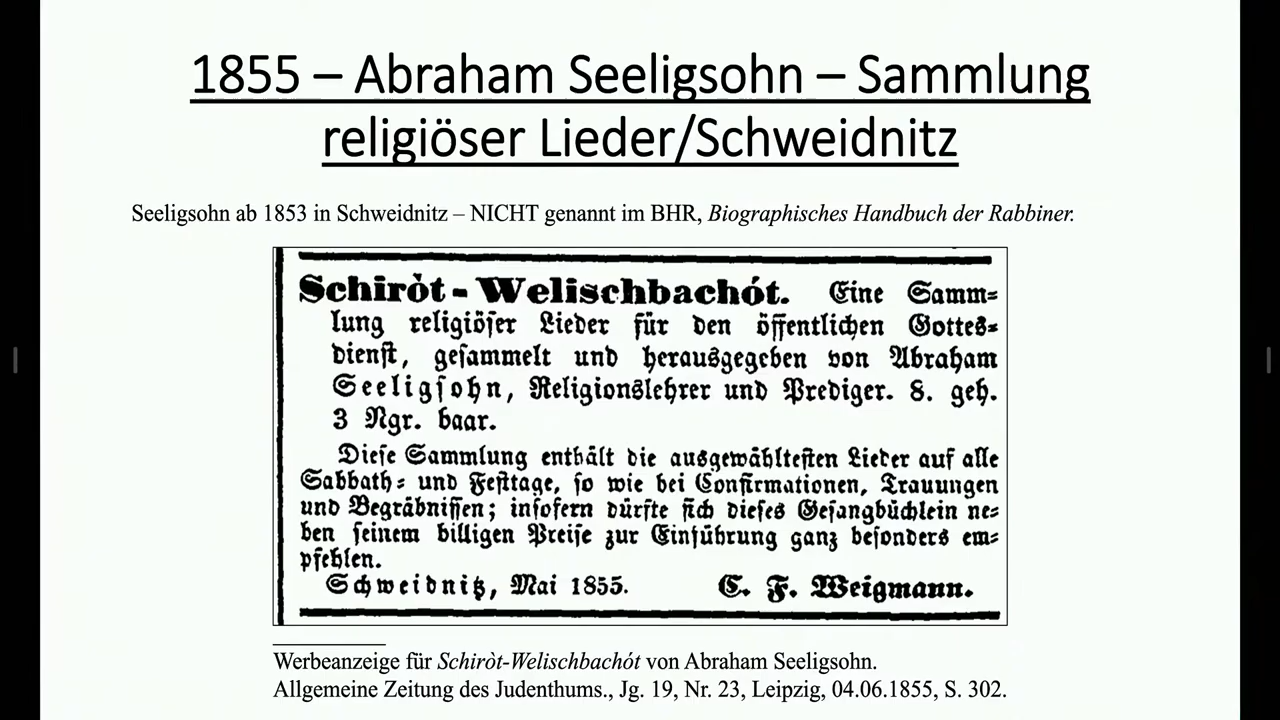 1855 – Abraham Seeligsohn – Sammlung
religiöser Lieder/Schweidnitz
Seeligsohn ab 1853 in Schweidnitz – NICHT genannt im BHR, Biographisches Handbuch der Rabbiner.
Schiròt-Welischbachót. Eine Samm-
lung religiöser Lieder für den öffentlichen Gottes-
dienst, gesammelt und herausgegeben von Abraham
Seeligsohn, Religionslehrer und Prediger. 8. geh.
3 Ngr. baar.
Diese Sammlung enthält die ausgewähltesten Lieder auf alle
Sabbath- und Festtage, so wie bei Confirmationen, Trauungen
und Begräbnissen; insofern dürfte sich dieses Gesangbüchlein ne-
ben seinem billigen Preise zur Einführung ganz besonders em-
pfehlen.
Schweidnitz, Mai 1855. C. F. Weigmann.
Werbeanzeige für Schiròt-Welischbachót von Abraham Seeligsohn.
Allgemeine Zeitung des Judenthums., Jg. 19, Nr. 23, Leipzig, 04.06.1855, S. 302.